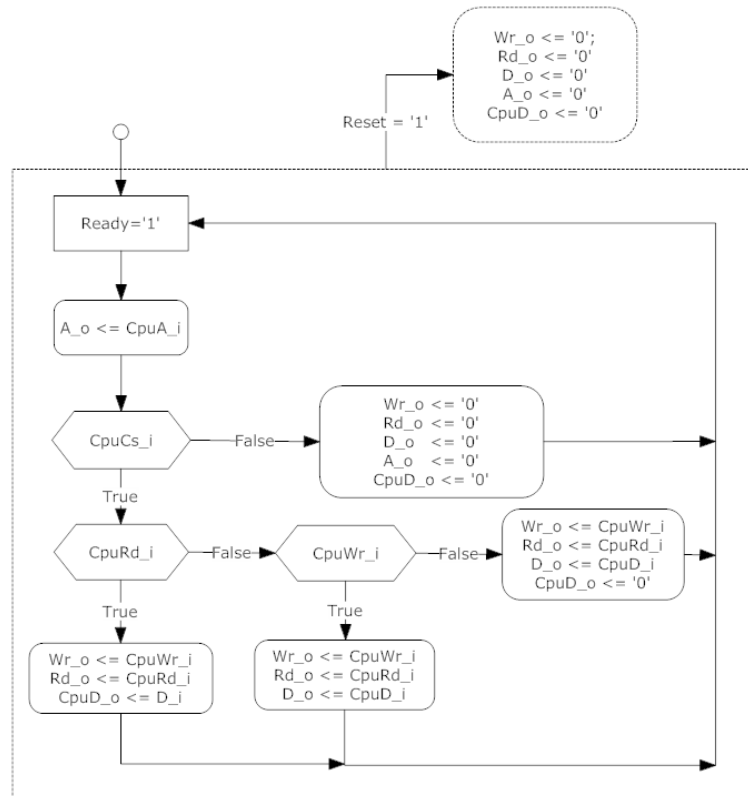 Wr_o <= '0';
Rd_o <= '0'
D_o <= '0'
A_o <= '0'
CpuD_o <= '0'
Reset = '1'
Ready='1'
A_o <= CpuA_i
CpuCs_i
False
Wr_o <= '0'
Rd_o <= '0'
D_o <= '0'
A_o <= '0'
CpuD_o <= '0'
True
CpuRd_i
False
CpuWr_i
False
Wr_o <= CpuWr_i
Rd_o <= CpuRd_i
D_o <= CpuD_i
CpuD_o <= '0'
True
True
Wr_o <= CpuWr_i
Rd_o <= CpuRd_i
CpuD_o <= D_i
Wr_o <= CpuWr_i
Rd_o <= CpuRd_i
D_o <= CpuD_i